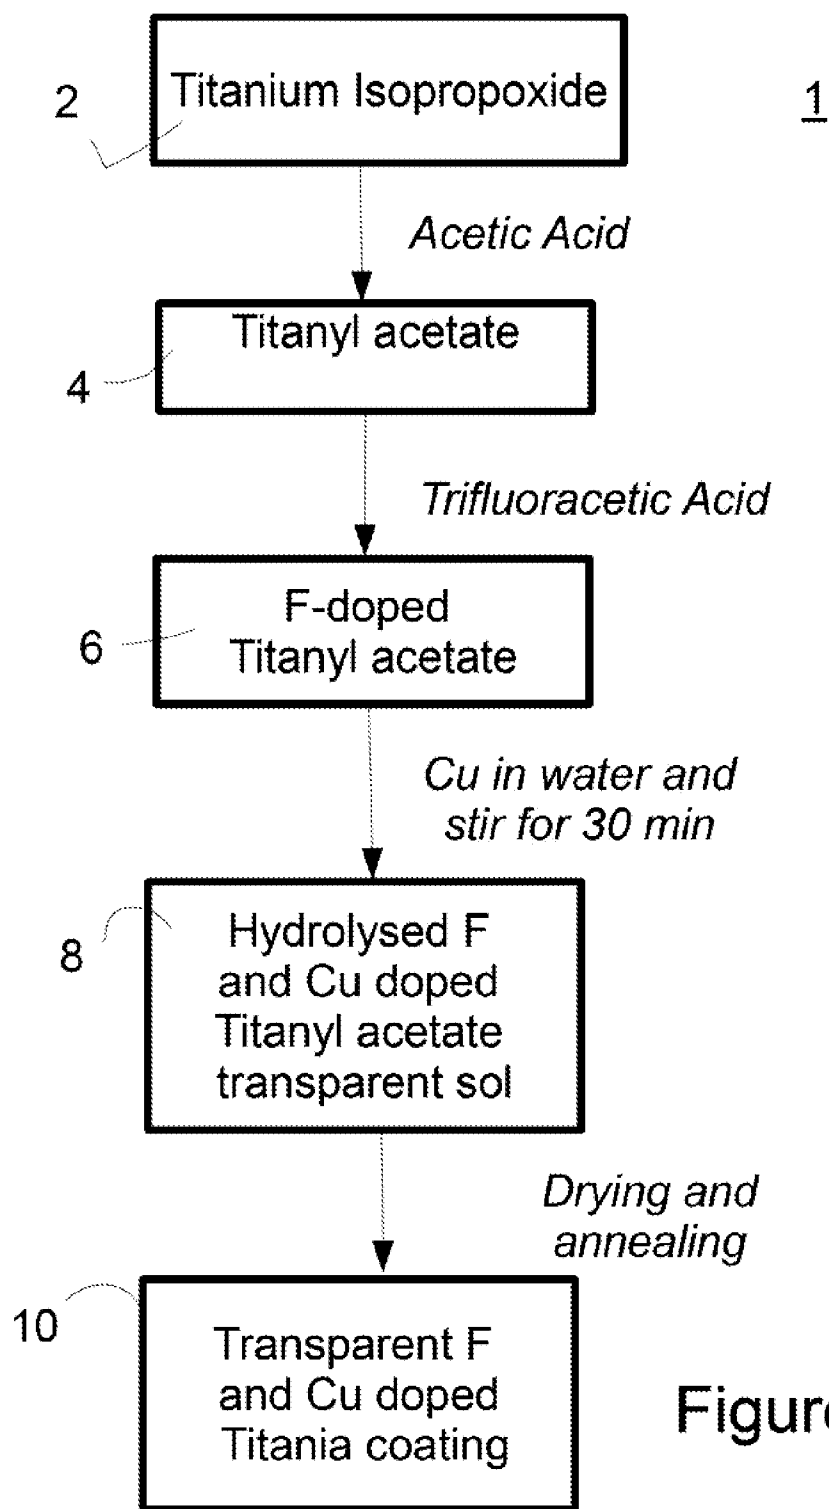 Titanium Isopropoxide
2
1
Acetic Acid
Titanyl acetate
4
Trifluoracetic Acid
F-doped
Titanyl acetate
6
Cu in water and
stir for 30 min
Hydrolysed F
and Cu doped
Titanyl acetate
transparent sol
8
Drying and
annealing
10
Transparent F
and Cu doped
Titania coating
Figure